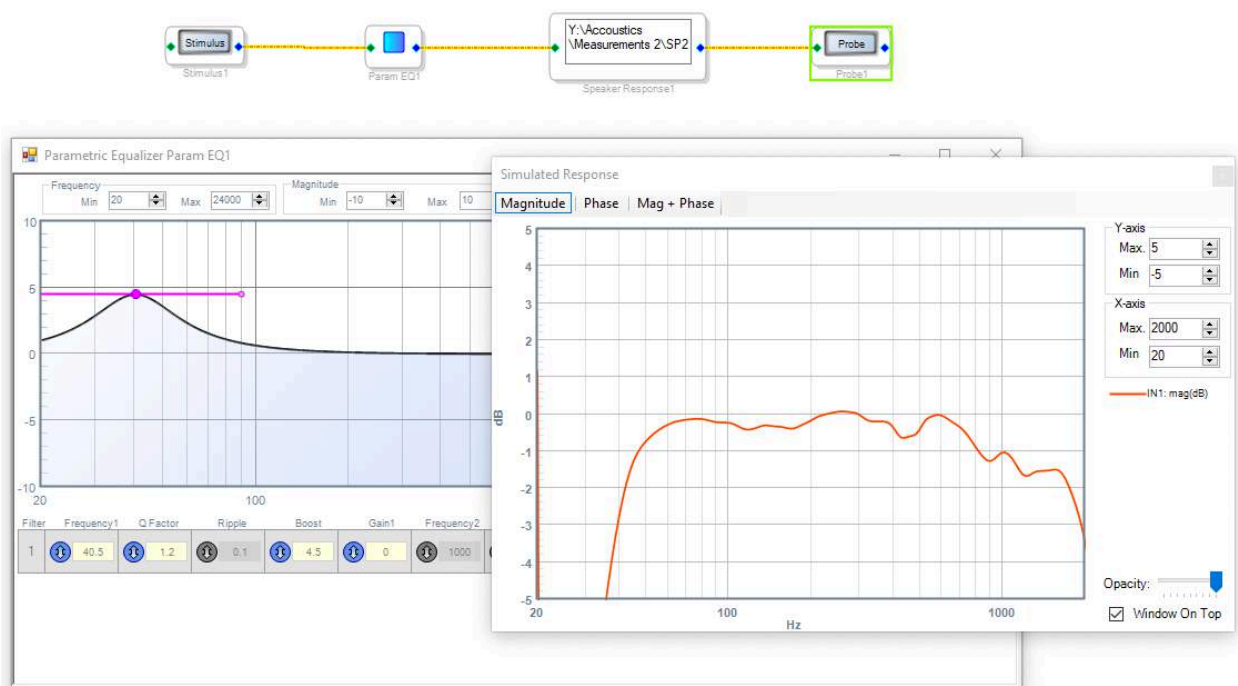 Stimulus
Stimulus1
Param EQ1
Y:\Accoustics
\Measurements 2\SP2
Speaker Response1
Probe
Probe1
Parametric Equalizer Param EQ1
Frequency
Min 20 Max 24000
Magnitude
Min -10 Max 10
10
5
0
-5
-10
20 100
Filter Frequency1 Q Factor Ripple Boost Gain1 Frequency2
1 40.5 1.2 0.1 4.5 0 1000
Simulated Response
Magnitude Phase Mag + Phase
5
4
3
2
1
0
-1
-2
-3
-4
-5
dB
20 100 1000
Hz
Y-axis
Max. 5
Min -5
X-axis
Max. 2000
Min 20
IN1: mag(dB)
Opacity:
Window On Top